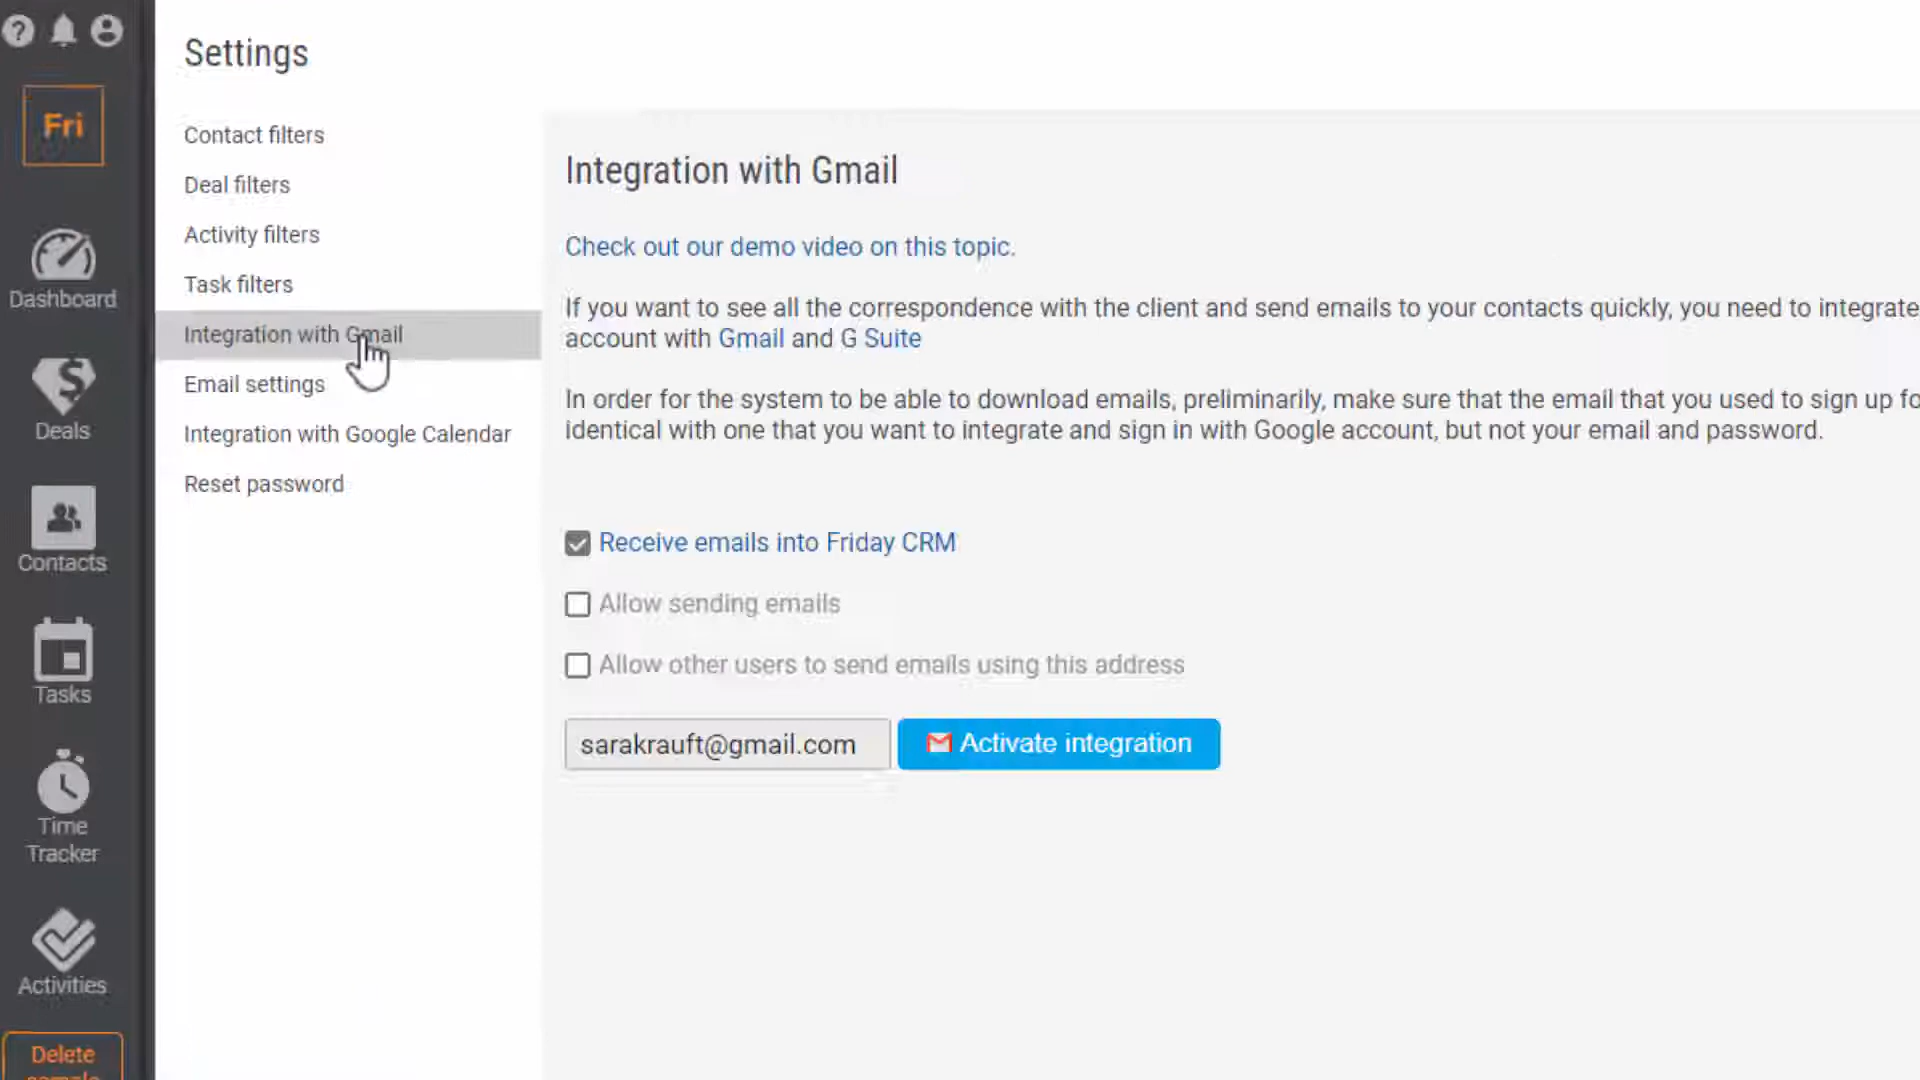 Settings
Fri
Dashboard
Deals
Contacts
Tasks
Time
Tracker
Activities
Delete
Contact filters
Deal filters
Activity filters
Task filters
Integration with Gmail
Email settings
Integration with Google Calendar
Reset password
Integration with Gmail
Check out our demo video on this topic.
If you want to see all the correspondence with the client and send emails to your contacts quickly, you need to integrate
account with Gmail and G Suite
In order for the system to be able to download emails, preliminarily, make sure that the email that you used to sign up fo
identical with one that you want to integrate and sign in with Google account, but not your email and password.
Receive emails into Friday CRM
Allow sending emails
Allow other users to send emails using this address
sarakrauft@gmail.com
Activate integration